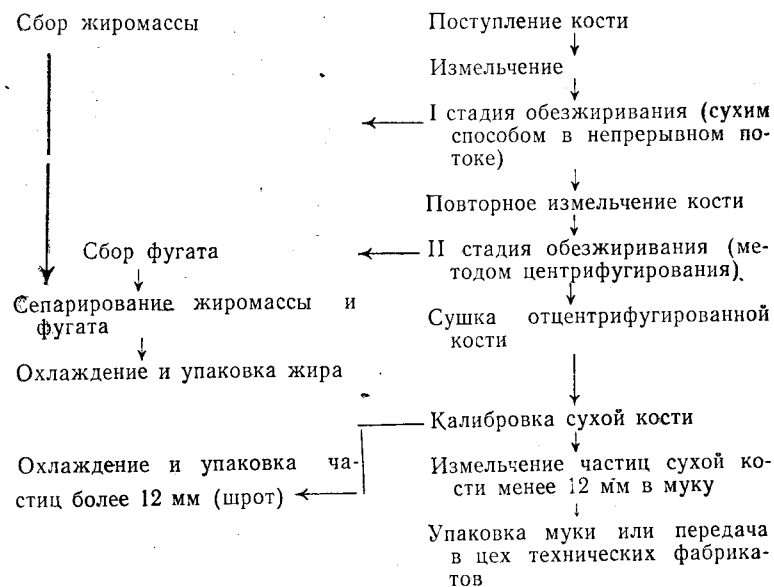 Сбор жиромассы
Поступление кости
Измельчение
I стадия обезжиривания (сухим
способом в непрерывном по-
токе)
Повторное измельчение кости
Сбор фугата
II стадия обезжиривания (ме-
тодом центрифугирования)
Сепарирование жиромассы и
фугата
Сушка отцентрифугированной
кости
Охлаждение и упаковка жира
Калибровка сухой кости
Охлаждение и упаковка ча-
стиц более 12 мм (шрот)
Измельчение частиц сухой ко-
сти менее 12 мм в муку
Упаковка муки или передача
в цех технических фабрика-
тов